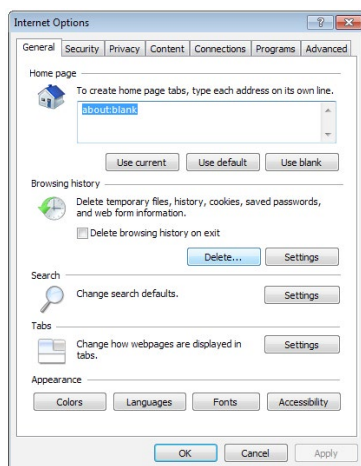 Internet Options
General Security Privacy Content Connections Programs Advanced
Home page
To create home page tabs, type each address on its own line.
about:blank
Use current Use default Use blank
Browsing history
Delete temporary files, history, cookies, saved passwords,
and web form information.
Delete browsing history on exit
Delete... Settings
Search
Change search defaults. Settings
Tabs
Change how webpages are displayed in
tabs.
Settings
Appearance
Colors Languages Fonts Accessibility
OK Cancel Apply